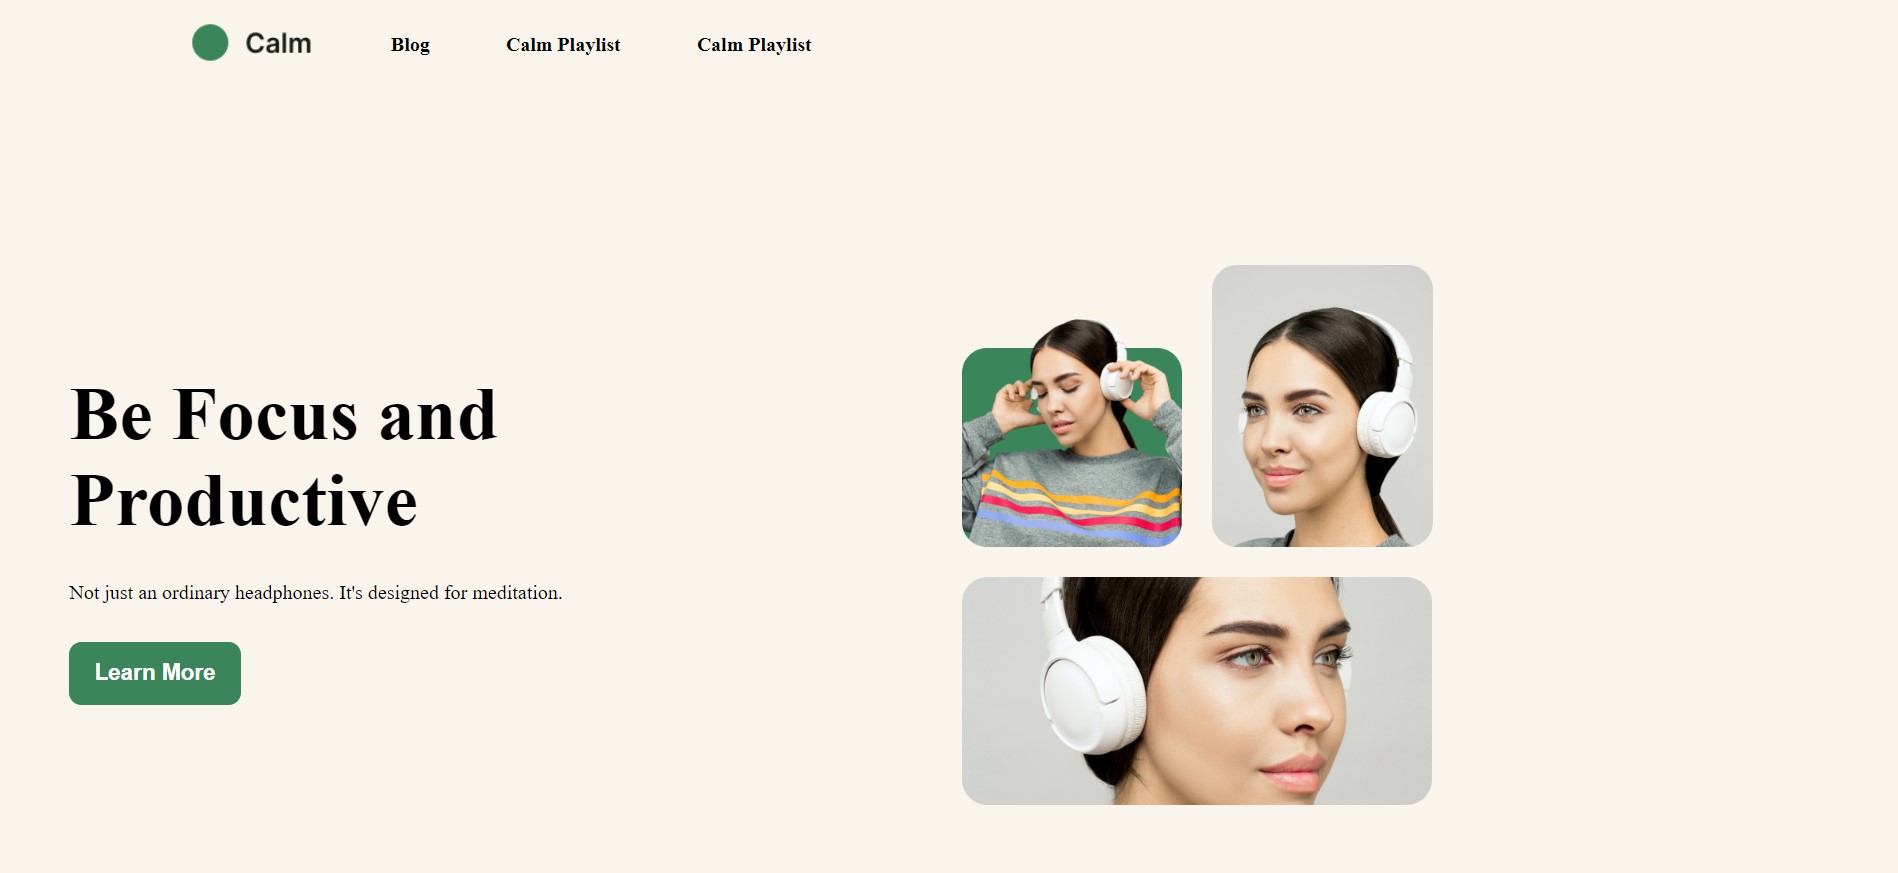 Calm Blog Calm Playlist Calm Playlist
Be Focus and
Productive
Not just an ordinary headphones. It's designed for meditation.
Learn More